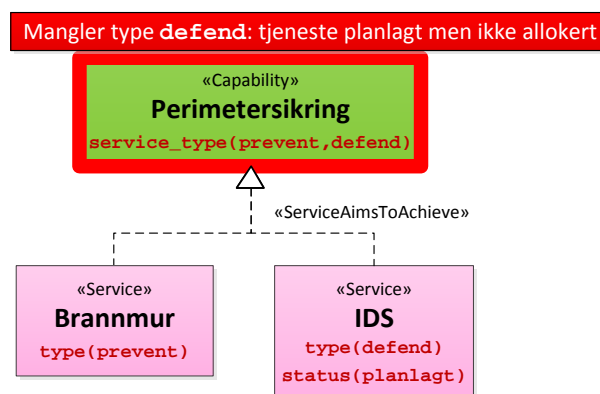 Mangler type defend: tjeneste planlagt men ikke allokert
«Capability»
Perimetersikring
service_type(prevent,defend)
«ServiceAimsToAchieve»
«Service»
Brannmur
type(prevent)
«Service»
IDS
type(defend)
status(planlagt)